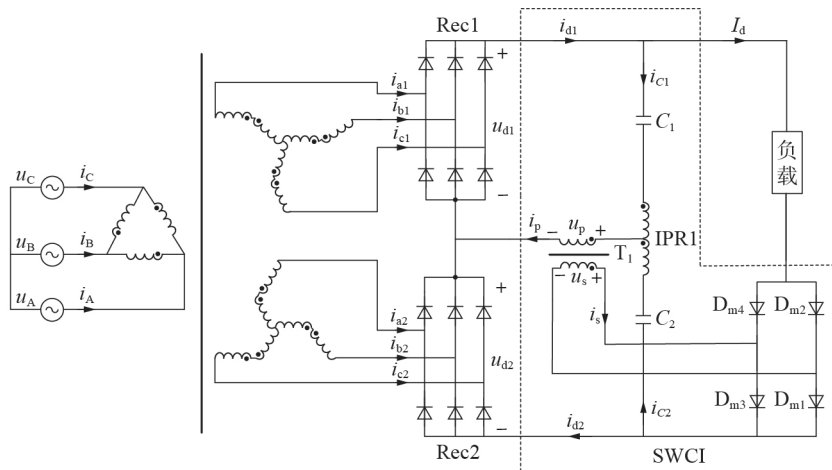 Rec1
i_d1
I_d
+
i_a1
i_C1
i_b1
u_d1
C_1
i_c1
负载
u_C
i_C
−
i_p
u_p
− +
IPR1
u_B
i_B
T_1
− u_s +
+
u_A
i_A
i_a2
D_m4
D_m2
i_s
C_2
i_b2
u_d2
i_c2
D_m3
D_m1
i_C2
−
i_d2
Rec2
SWCI